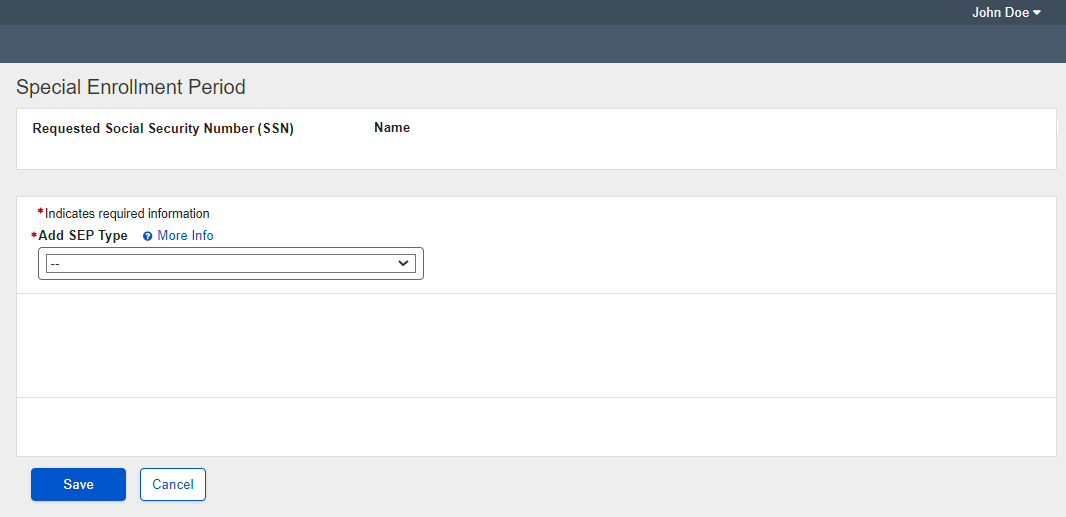 John Doe
Special Enrollment Period
Requested Social Security Number (SSN) Name
*Indicates required information
*Add SEP Type More Info
--
Save Cancel